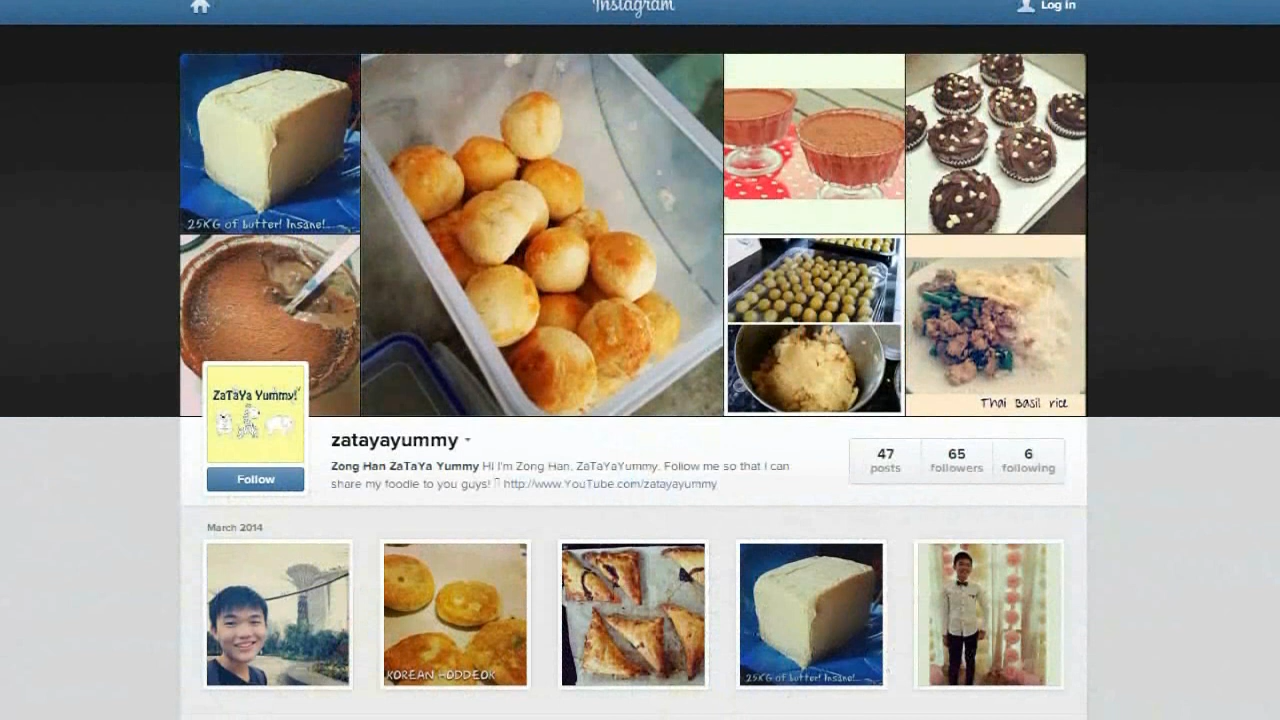 Instagram
Log in
25KG of butter! Insane!..
Thai Basil rice
ZaTaYa Yummy!
Follow
zatayayummy
Zong Han ZaTaYa Yummy HI I'm Zong Han, ZaTaYaYummy. Follow me so that I can
share my foodie to you guys! http://www.YouTube.com/zatayayummy
47
posts
65
followers
6
following
March 2014
KOREAN HODDEOK
25KG of butter! Insane!..